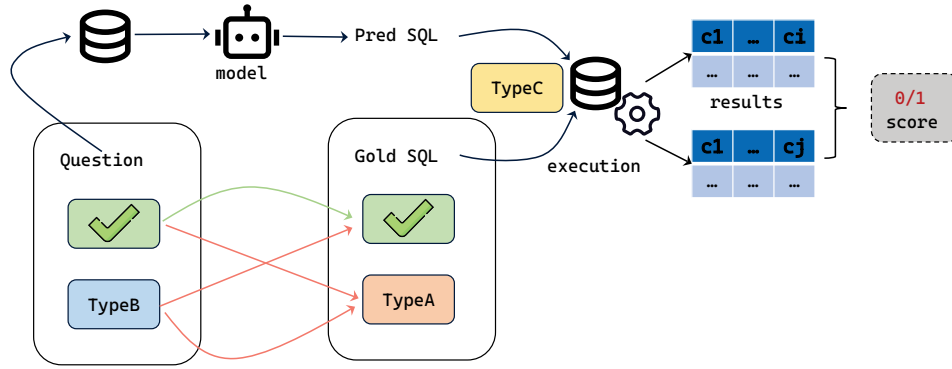 model
Pred SQL
TypeC
c1 … ci
… … …
results
0/1
score
Question
Gold SQL
execution
c1 … cj
… … …
TypeB
TypeA